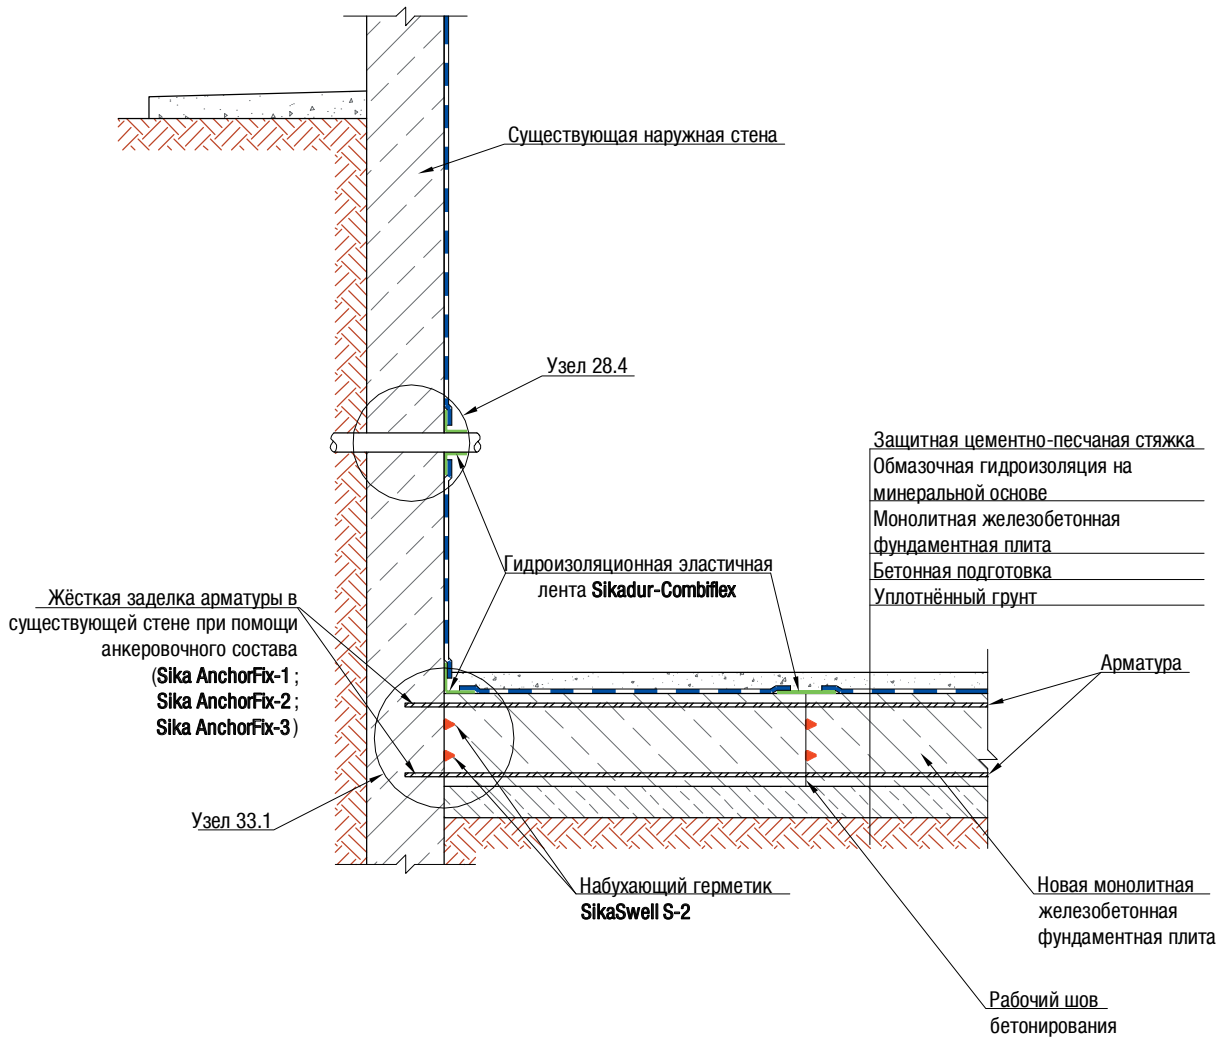 Существующая наружная стена
Узел 28.4
Защитная цементно-песчаная стяжка
Обмазочная гидроизоляция на
минеральной основе
Монолитная железобетонная
фундаментная плита
Бетонная подготовка
Уплотнённый грунт
Гидроизоляционная эластичная
лента Sikadur-Combiflex
Жёсткая заделка арматуры в
существующей стене при помощи
анкеровочного состава
(Sika AnchorFix-1 ;
Sika AnchorFix-2 ;
Sika AnchorFix-3 )
Арматура
Узел 33.1
Набухающий герметик
SikaSwell S-2
Новая монолитная
железобетонная
фундаментная плита
Рабочий шов
бетонирования